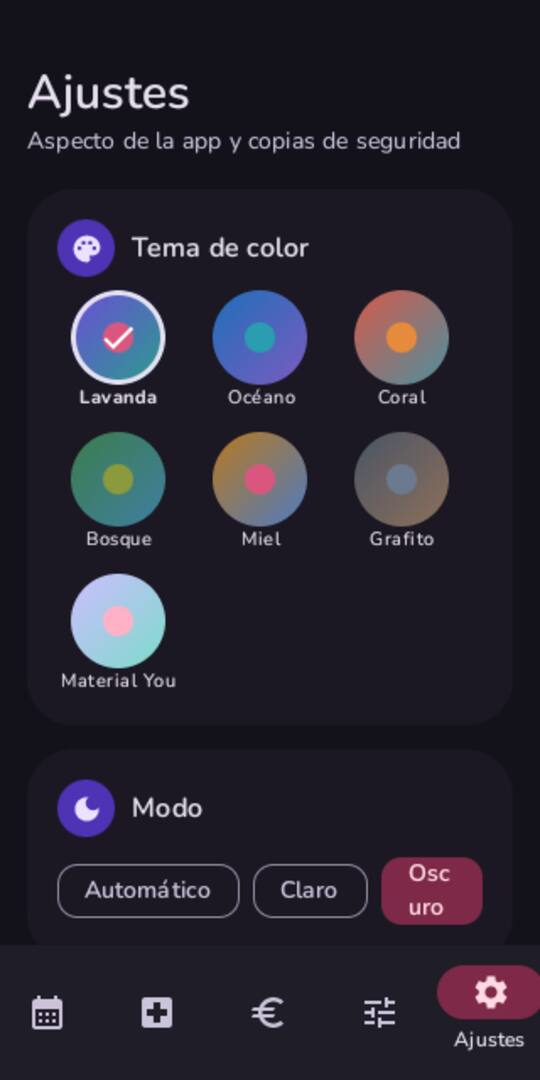 Ajustes
Aspecto de la app y copias de seguridad
Tema de color
Lavanda
Océano
Coral
Bosque
Miel
Grafito
Material You
Modo
Automático
Claro
Osc
uro
Ajustes